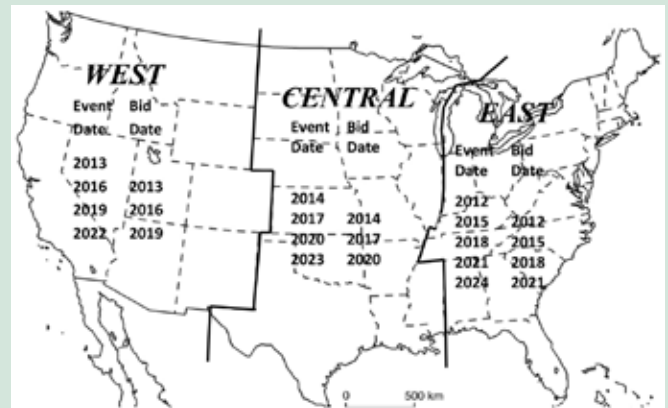 WEST
Event Bid
Date Date
2013
2016 2013
2019 2016
2022 2019
CENTRAL
Event Bid
Date Date
2014
2017 2014
2020 2017
2023 2020
EAST
Event Bid
Date Date
2012
2015 2012
2018 2015
2021 2018
2024 2021
0 500 km